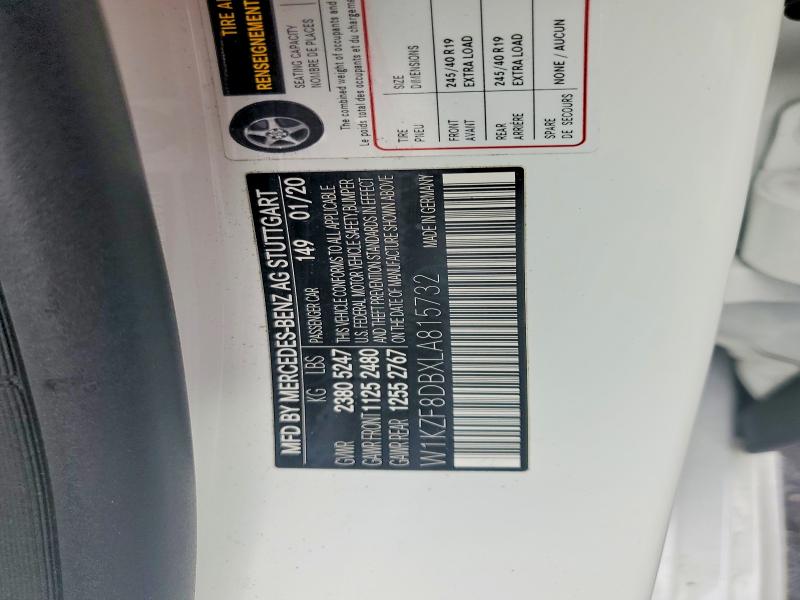 MFD BY MERCEDES-BENZ AG STUTTGART
KG LBS PASSENGER CAR 149 01/20
GVWR 2380 5247 THIS VEHICLE CONFORMS TO ALL APPLICABLE
U.S. FEDERAL MOTOR VEHICLE SAFETY,BUMPER
GAWR FRONT 1125 2480 AND THEFT PREVENTION STANDARDS IN EFFECT
GAWR REAR 1255 2767 ON THE DATE OF MANUFACTURE SHOWN ABOVE
W1KZF8DBXLA815732 MADE IN GERMANY
TIRE
RENSEIGNEMENT
SEATING CAPACITY
NOMBRE DE PLACES
The combined weight of occupants and
Le poids total des occupants et du chargeme
TIRE SIZE
PNEU DIMENSIONS
FRONT 245/40 R19
AVANT EXTRA LOAD
REAR 245/40 R19
ARRIÈRE EXTRA LOAD
SPARE NONE / AUCUN
DE SECOURS